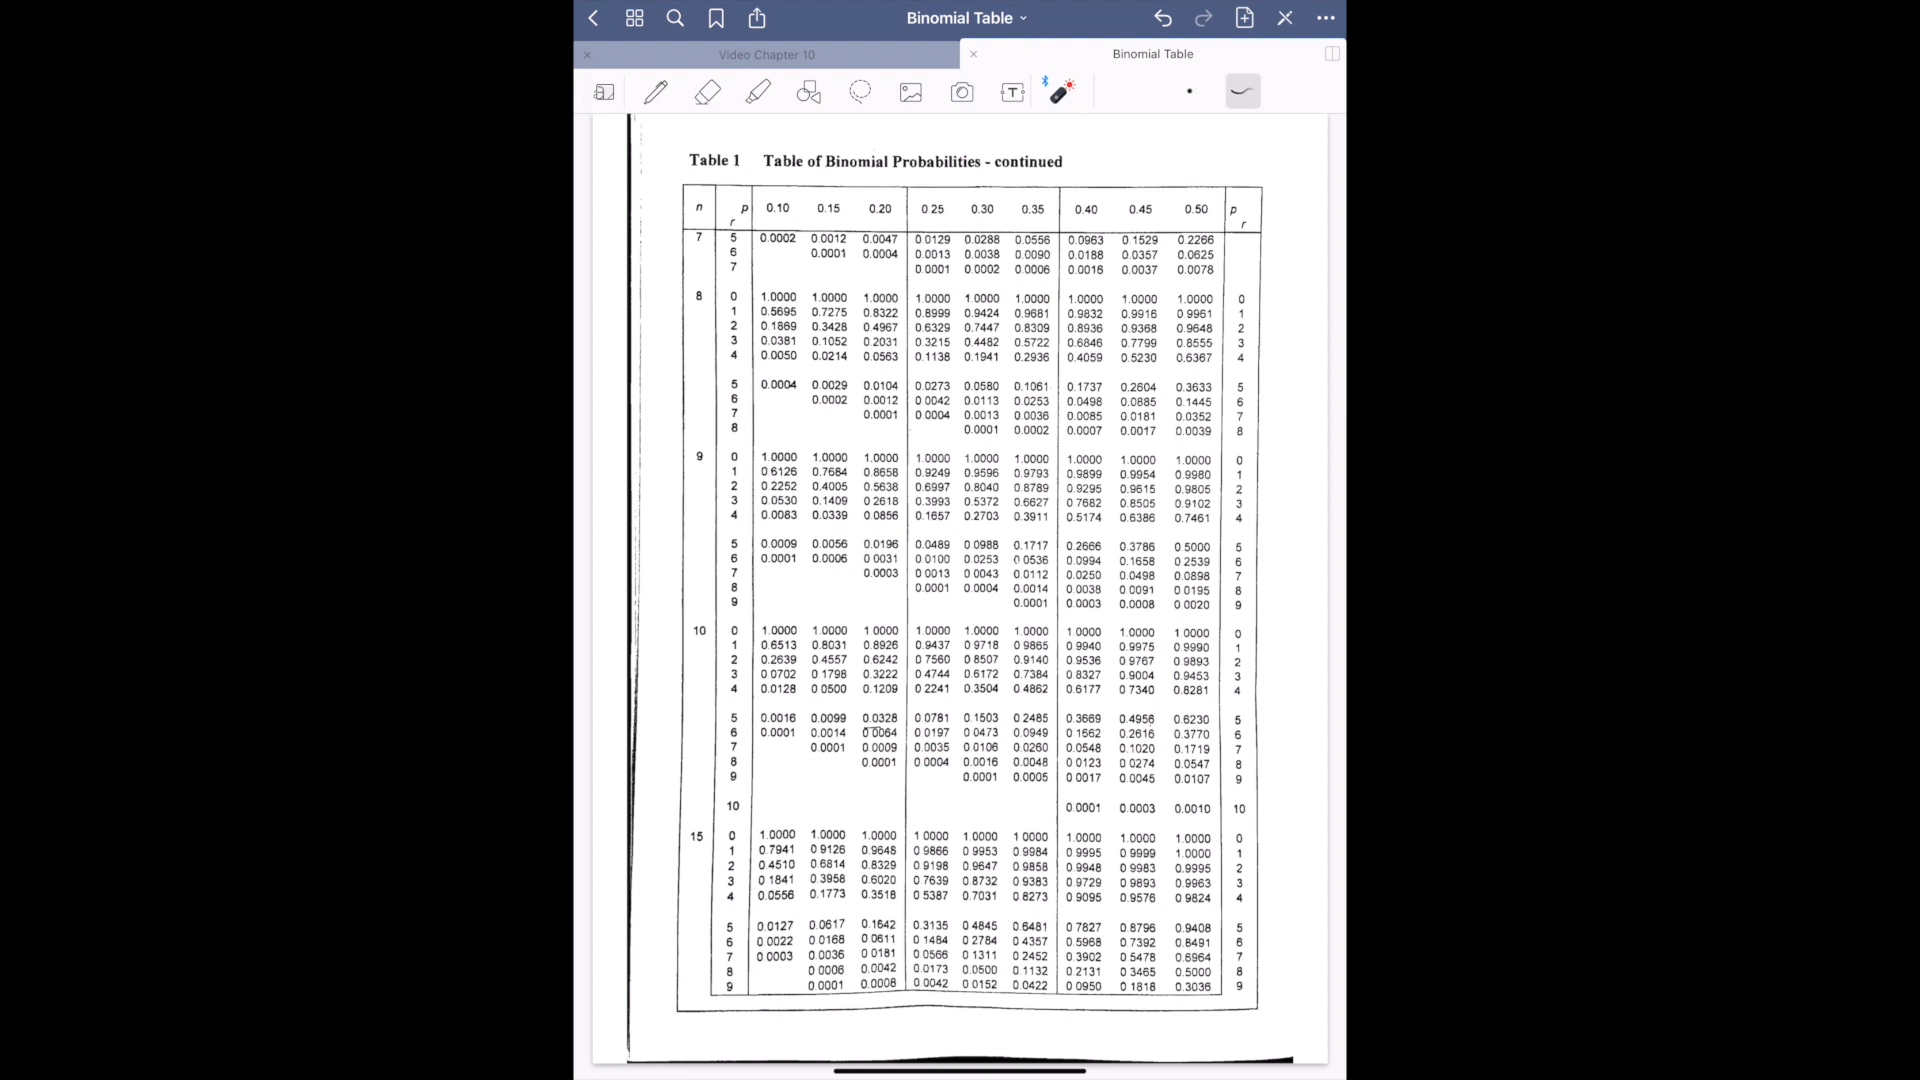 Binomial Table
Video Chapter 10
Binomial Table
Table 1 Table of Binomial Probabilities - continued
n p r 0.10 0.15 0.20 0 25 0.30 0.35 0.40 0.45 0.50 p r
7 5 0.0002 0.0012 0.0047 0.0129 0.0288 0.0556 0.0963 0.1529 0.2266
6 0.0001 0.0004 0.0013 0.0038 0.0090 0.0188 0.0357 0.0625
7 0.0001 0.0002 0.0006 0.0016 0.0037 0.0078
8 0 1.0000 1.0000 1.0000 1.0000 1.0000 1.0000 1.0000 1.0000 1.0000 0
1 0.5695 0.7275 0.8322 0.8999 0.9424 0.9681 0.9832 0.9916 0.9961 1
2 0.1869 0.3428 0.4967 0.6329 0.7447 0.8309 0.8936 0.9368 0.9648 2
3 0.0381 0.1052 0.2031 0.3215 0.4482 0.5722 0.6846 0.7799 0.8555 3
4 0.0050 0.0214 0.0563 0.1138 0.1941 0.2936 0.4059 0.5230 0.6367 4
5 0.0004 0.0029 0.0104 0.0273 0.0580 0.1061 0.1737 0.2604 0.3633 5
6 0.0002 0.0012 0.0042 0.0113 0.0253 0.0498 0.0885 0.1445 6
7 0.0001 0 0004 0.0013 0.0036 0.0085 0.0181 0.0352 7
8 0.0001 0.0002 0.0007 0.0017 0.0039 8
9 0 1.0000 1.0000 1.0000 1.0000 1.0000 1.0000 1.0000 1.0000 1.0000 0
1 0 6126 0.7684 0.8658 0.9249 0.9596 0.9793 0.9899 0.9954 0.9980 1
2 0.2252 0.4005 0.5638 0.6997 0.8040 0.8789 0.9295 0.9615 0.9805 2
3 0.0530 0.1409 0 2618 0.3993 0.5372 0.6627 0.7682 0.8505 0.9102 3
4 0.0083 0.0339 0.0856 0.1657 0.2703 0.3911 0.5174 0.6386 0.7461 4
5 0.0009 0.0056 0.0196 0.0489 0 0988 0.1717 0.2666 0.3786 0.5000 5
6 0.0001 0.0006 0 0031 0.0100 0.0253 0 0536 0.0994 0.1658 0 2539 6
7 0.0003 0 0013 0 0043 0.0112 0.0250 0.0498 0.0898 7
8 0.0001 0.0004 0.0014 0.0038 0.0091 0 0195 8
9 0.0001 0.0003 0.0008 0 0020 9
10 0 1.0000 1.0000 1 0000 1.0000 1.0000 1.0000 1.0000 1.0000 1 0000 0
1 0.6513 0.8031 0.8926 0.9437 0 9718 0 9865 0.9940 0.9975 0.9990 1
2 0.2639 0.4557 0.6242 0 7560 0 8507 0.9140 0.9536 0 9767 0.9893 2
3 0.0702 0.1798 0.3222 0 4744 0.6172 0.7384 0.8327 0.9004 0.9453 3
4 0.0128 0 0500 0.1209 0 2241 0.3504 0 4862 0.6177 0 7340 0.8281 4
5 0.0016 0.0099 0.0328 0.0781 0.1503 0.2485 0.3669 0.4956 0 6230 5
6 0.0001 0.0014 0 0064 0 0197 0 0473 0.0949 0 1662 0.2616 0.3770 6
7 0.0001 0.0009 0.0035 0 0106 0.0260 0.0548 0.1020 0.1719 7
8 0.0001 0.0004 0.0016 0.0048 0 0123 0 0274 0.0547 8
9 0.0001 0.0005 0 0017 0.0045 0.0107 9
10 0.0001 0.0003 0.0010 10
15 0 1.0000 1.0000 1.0000 1 0000 1.0000 1 0000 1.0000 1.0000 1.0000 0
1 0.7941 0 9126 0.9648 0 9866 0 9953 0.9984 0 9995 0 9999 1.0000 1
2 0.4510 0.6814 0.8329 0 9198 0.9647 0 9858 0 9948 0.9983 0.9995 2
3 0 1841 0.3958 0.6020 0.7639 0.8732 0 9383 0.9729 0 9893 0.9963 3
4 0.0556 0.1773 0.3518 0 5387 0.7031 0 8273 0.9095 0.9576 0 9824 4
5 0.0127 0.0617 0.1642 0.3135 0 4845 0.6481 0.7827 0.8796 0.9408 5
6 0 0022 0 0168 0 0611 0 1484 0 2784 0 4357 0.5968 0.7392 0.8491 6
7 0 0003 0.0036 0 0181 0.0566 0 1311 0 2452 0.3902 0 5478 0.6964 7
8 0 0006 0.0042 0.0173 0.0500 0 1132 0 2131 0 3465 0.5000 8
9 0.0001 0.0008 0.0042 0 0152 0.0422 0 0950 0 1818 0.3036 9